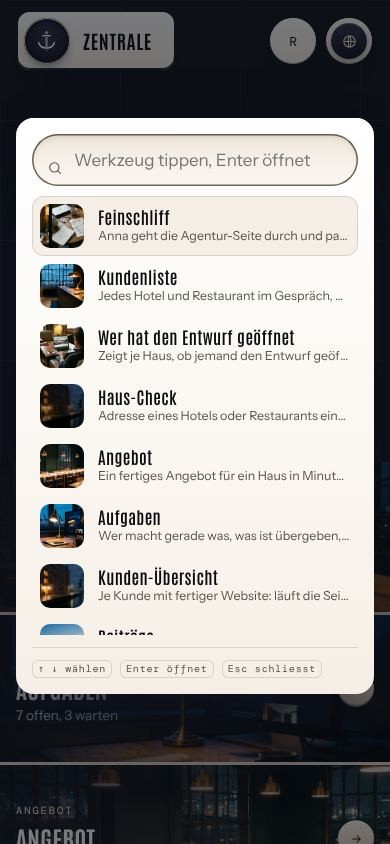 ZENTRALE
R
Werkzeug tippen, Enter öffnet
Feinschliff
Anna geht die Agentur-Seite durch und pa...
Kundenliste
Jedes Hotel und Restaurant im Gespräch, ...
Wer hat den Entwurf geöffnet
Zeigt je Haus, ob jemand den Entwurf geöf...
Haus-Check
Adresse eines Hotels oder Restaurants ein...
Angebot
Ein fertiges Angebot für ein Haus in Minut...
Aufgaben
Wer macht gerade was, was ist übergeben,...
Kunden-Übersicht
Je Kunde mit fertiger Website: läuft die Sei...
Beiträge
↑ ↓ wählen
Enter öffnet
Esc schliesst
AUFGABEN
7 offen, 3 warten
ANGEBOT
ANGEBOT